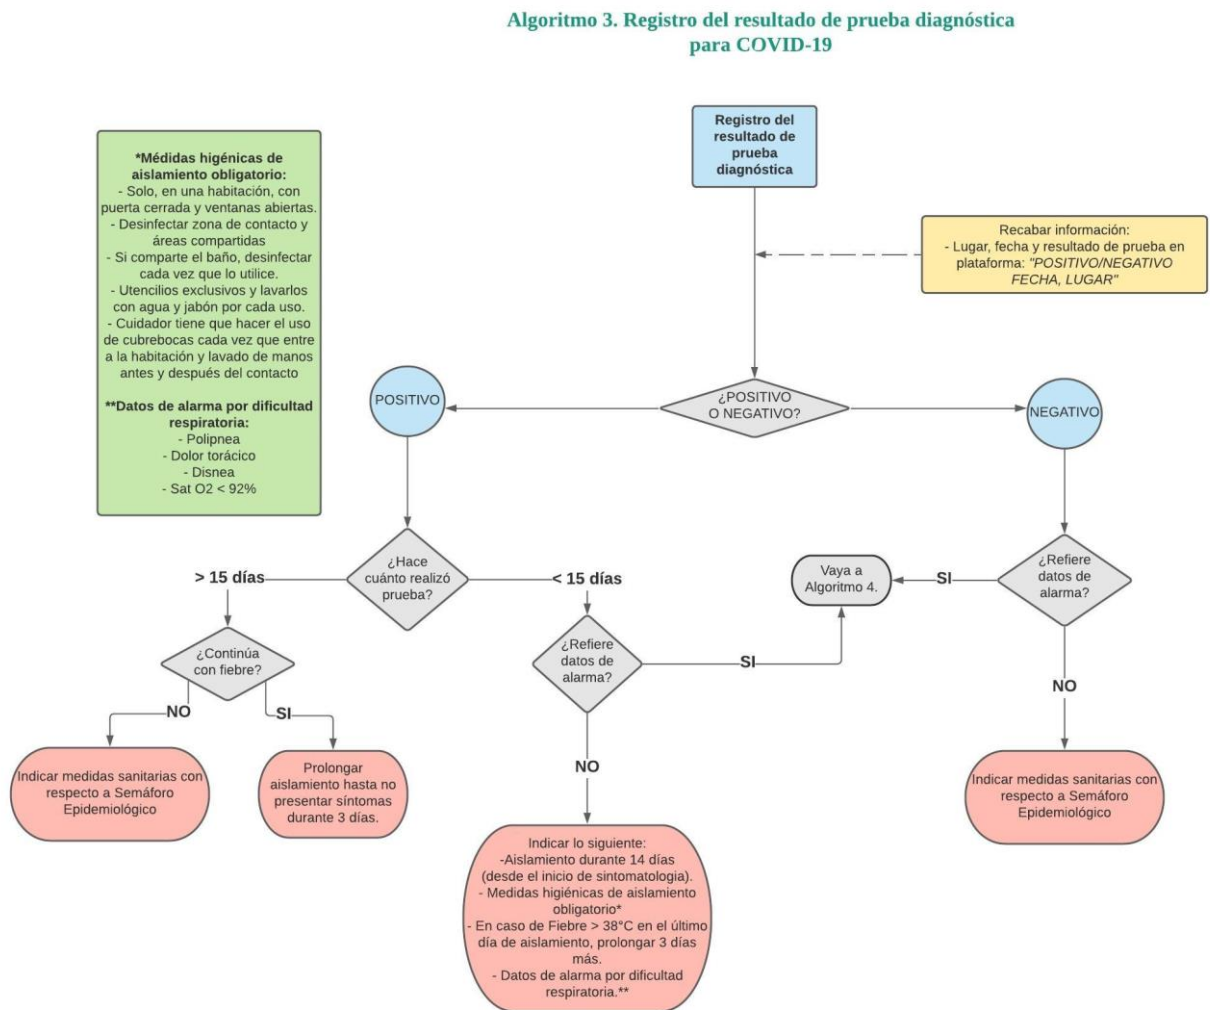 Algoritmo 3. Registro del resultado de prueba diagnóstica
para COVID-19
Registro del
resultado de
prueba
diagnóstica
*Médidas higénicas de
aislamiento obligatorio:
- Solo, en una habitación, con
puerta cerrada y ventanas abiertas.
- Desinfectar zona de contacto y
áreas compartidas
- Si comparte el baño, desinfectar
cada vez que lo utilice.
- Utencilios exclusivos y lavarlos
con agua y jabón por cada uso.
- Cuidador tiene que hacer el uso
de cubrebocas cada vez que entre
a la habitación y lavado de manos
antes y después del contacto
**Datos de alarma por dificultad
respiratoria:
- Polipnea
- Dolor torácico
- Disnea
- Sat O2 < 92%
Recabar información:
- Lugar, fecha y resultado de prueba en
plataforma: "POSITIVO/NEGATIVO
FECHA, LUGAR"
¿POSITIVO
O NEGATIVO?
POSITIVO
NEGATIVO
¿Hace
cuánto realizó
prueba?
> 15 días
< 15 días
Vaya a
Algoritmo 4.
SI
¿Refiere
datos de
alarma?
¿Continúa
con fiebre?
¿Refiere
datos de
alarma?
SI
NO
NO
SI
NO
Indicar medidas sanitarias con
respecto a Semáforo
Epidemiológico
Prolongar
aislamiento hasta no
presentar síntomas
durante 3 días.
Indicar medidas sanitarias con
respecto a Semáforo
Epidemiológico
Indicar lo siguiente:
-Aislamiento durante 14 días
(desde el inicio de sintomatologia).
- Medidas higiénicas de aislamiento
obligatorio*
- En caso de Fiebre > 38°C en el último
día de aislamiento, prolongar 3 días
más.
- Datos de alarma por dificultad
respiratoria.**